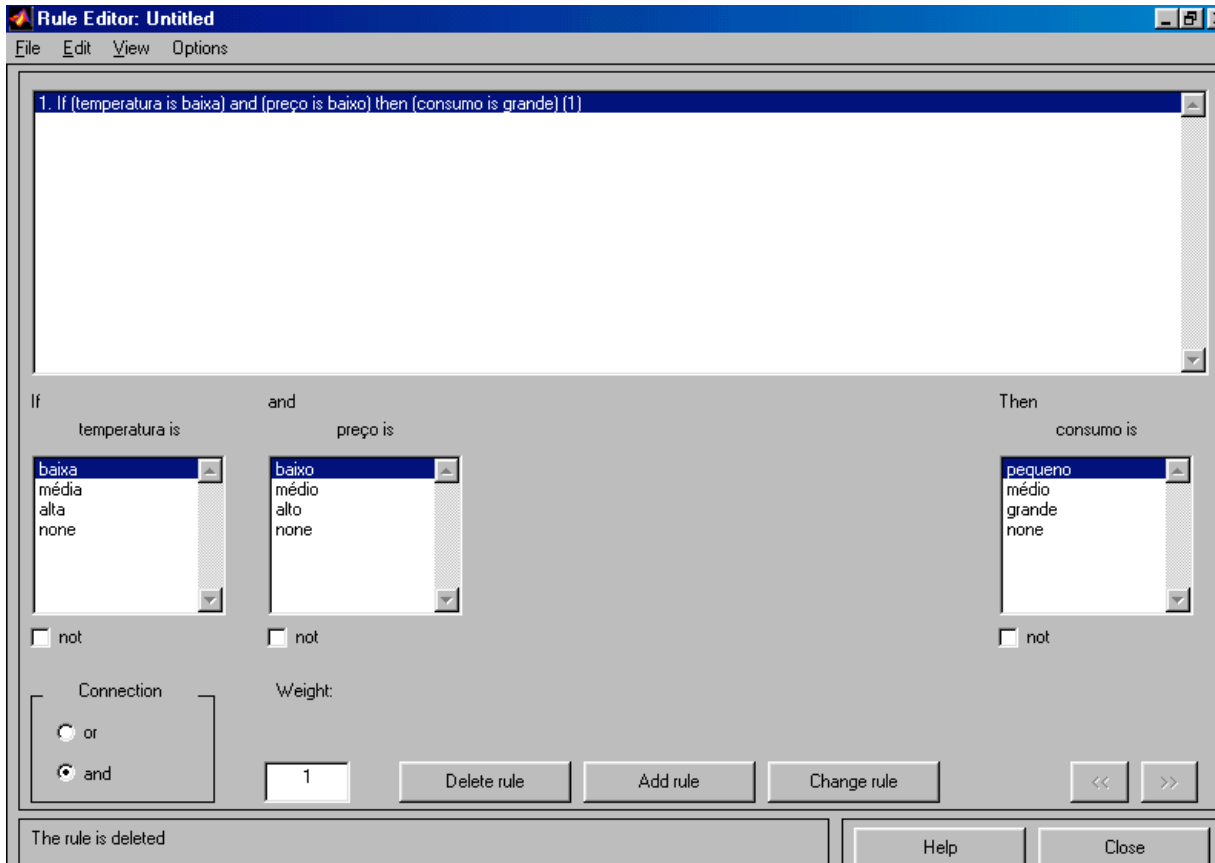 Rule Editor: Untitled
File Edit View Options
1. If (temperatura is baixa) and (preço is baixo) then (consumo is grande) (1)
If and Then
temperatura is preço is consumo is
baixa
média
alta
none
baixo
médio
alto
none
pequeno
médio
grande
none
not not not
Connection
or
and
Weight:
1
Delete rule Add rule Change rule << >>
The rule is deleted
Help Close